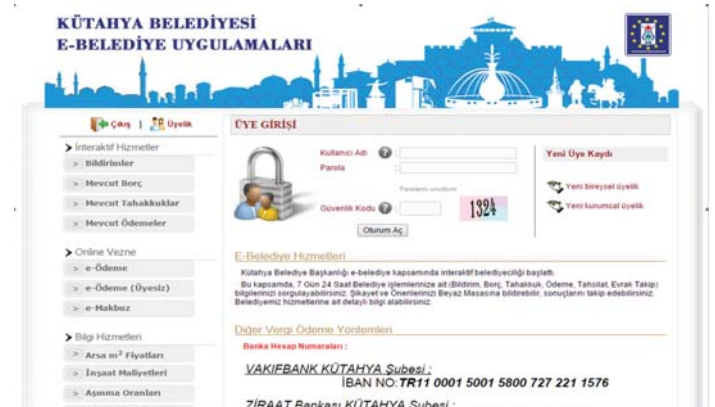 KÜTAHYA BELEDİYESİ
E-BELEDİYE UYGULAMALARI
Çıkış | Üyelik
İnteraktif Hizmetler
> Bildirimler
> Mevcut Borç
> Mevcut Tahakkuklar
> Mevcut Ödemeler
Online Vezne
> e-Ödeme
> e-Ödeme (Üyesiz)
> e-Makbuz
Bilgi Hizmetleri
> Arsa m² Fiyatları
> İnşaat Maliyetleri
> Aşınma Oranları
ÜYE GİRİŞİ
Kullanıcı Adı ? :
Parola :
Parolamı unuttum
Güvenlik Kodu ? : 1324
Oturum Aç
Yeni Üye Kaydı
Yeni bireysel üyelik
Yeni kurumsal üyelik
E-Belediye Hizmetleri
Kütahya Belediye Başkanlığı e-belediye kapsamında interaktif belediyeciliği başlattı.
Bu kapsamda, 7 Gün 24 Saat Belediye işlemlerinize ait (Bildirim, Borç, Tahakkuk, Ödeme, Tahsilat, Evrak Takip)
bilgilerinizi sorgulayabilirsiniz. Şikayet ve Önerilerinizi Beyaz Masasına bildirebilir, sonuçlarını takip edebilirsiniz.
Belediyemiz hizmetlerine ait detaylı bilgi alabilirsiniz.
Diğer Vergi Ödeme Yöntemleri
Banka Hesap Numaraları :
VAKIFBANK KÜTAHYA Şubesi :
IBAN NO:TR11 0001 5001 5800 727 221 1576
ZİRAAT Bankası KÜTAHYA Şubesi :